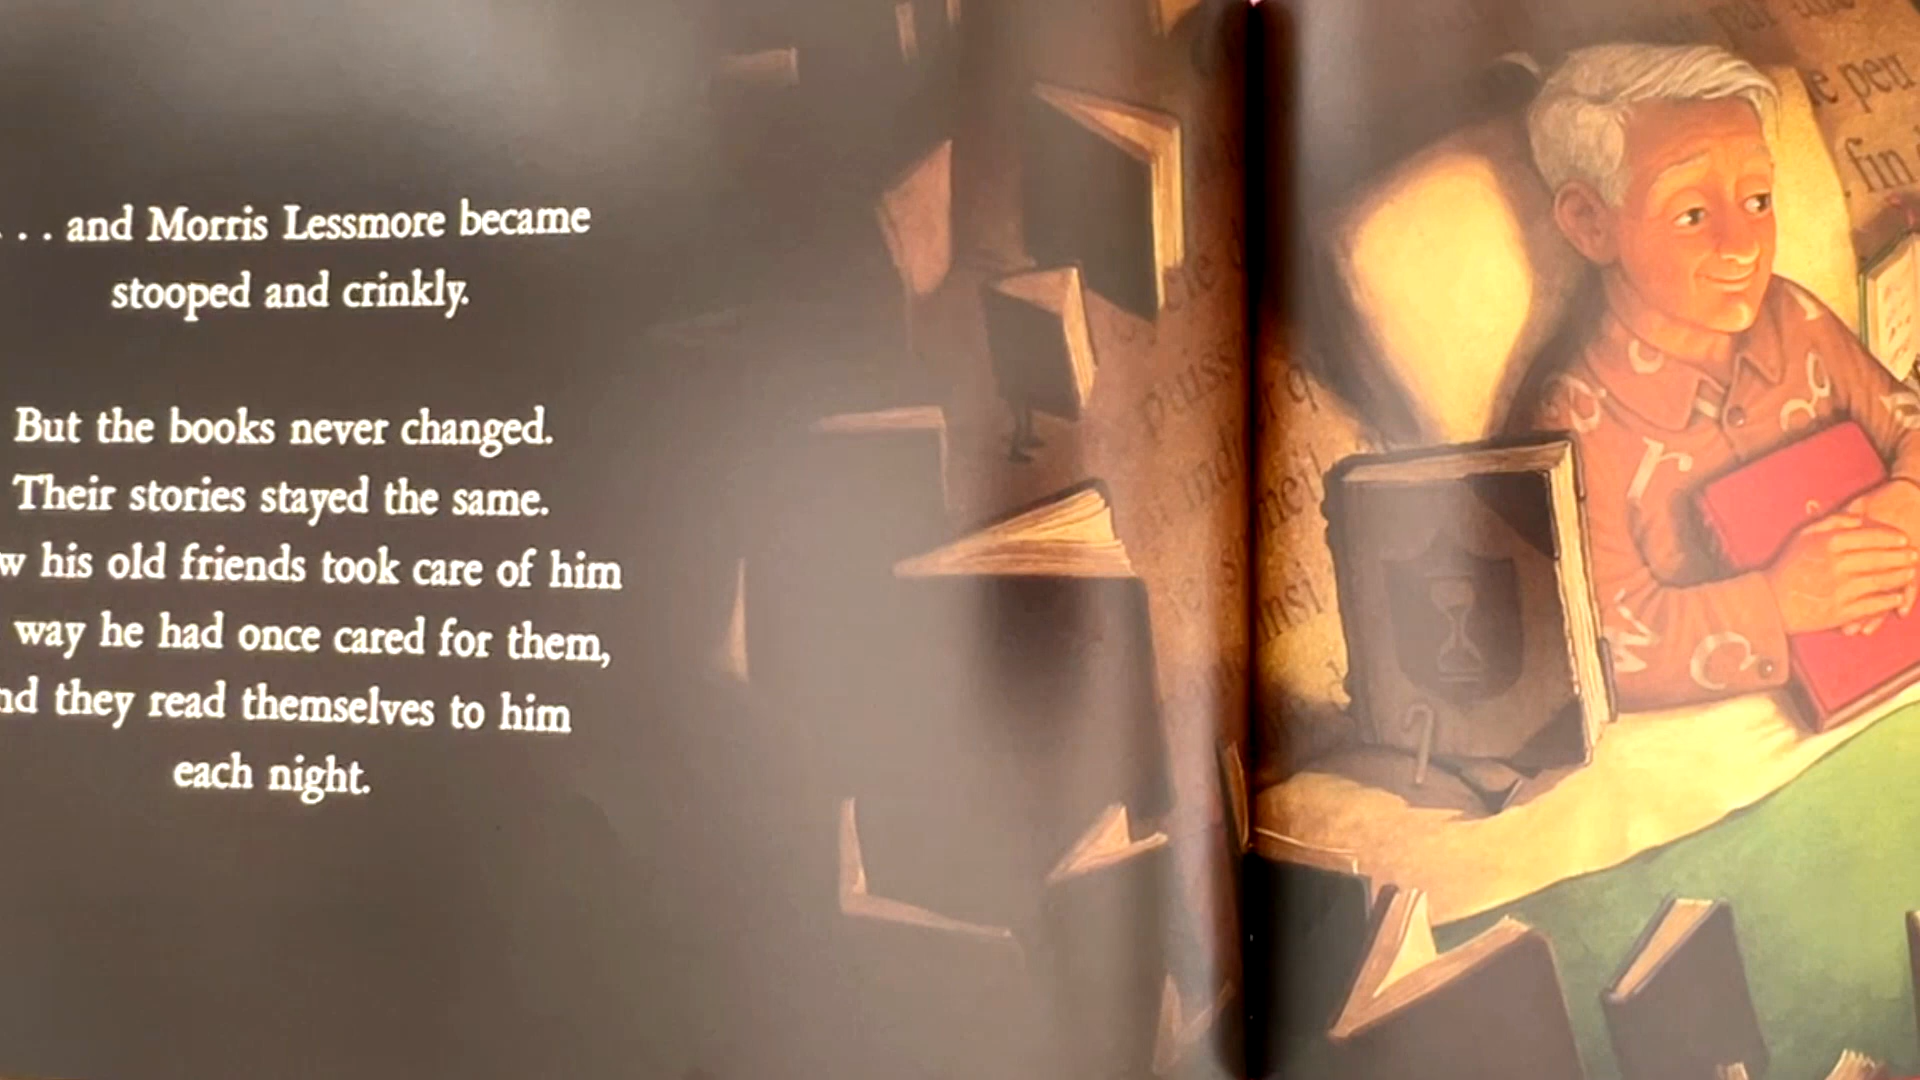 . . . and Morris Lessmore became
stooped and crinkly.
But the books never changed.
Their stories stayed the same.
his old friends took care of him
way he had once cared for them,
they read themselves to him
each night.
fin